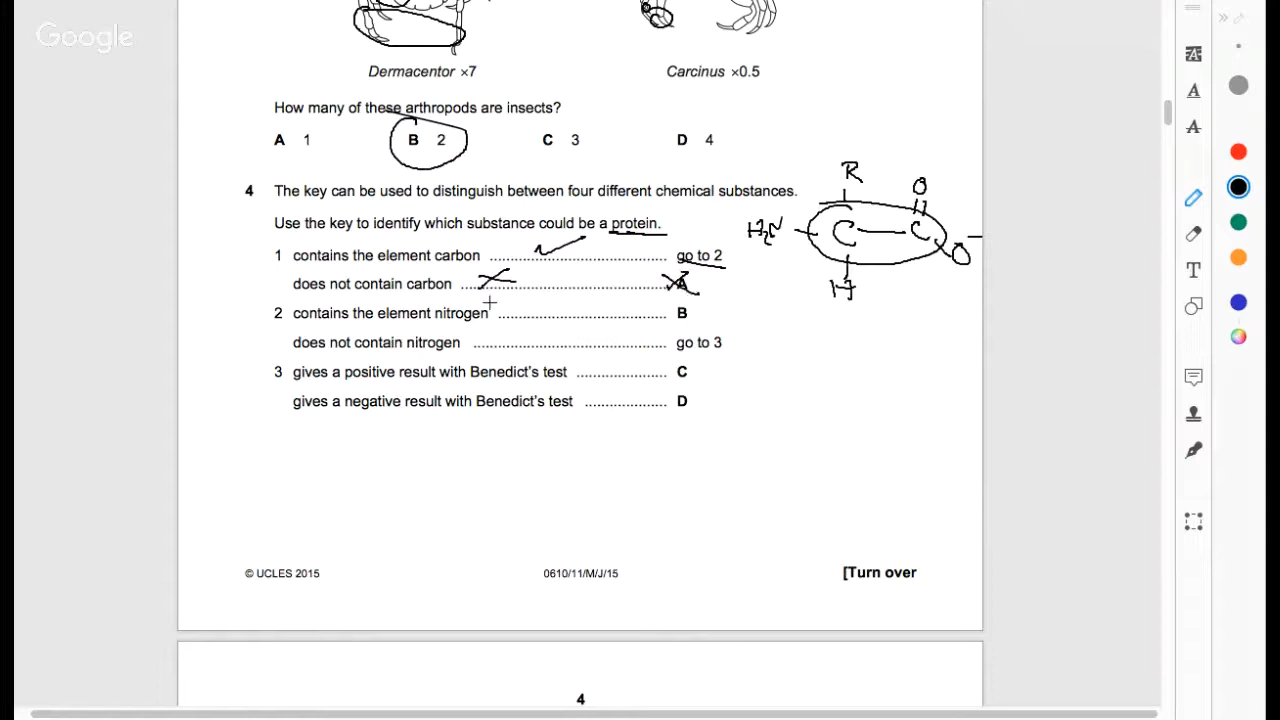 Google
Dermacentor ×7
Carcinus ×0.5
How many of these arthropods are insects?
A 1 B 2 C 3 D 4
4 The key can be used to distinguish between four different chemical substances.
Use the key to identify which substance could be a protein.
1 contains the element carbon ............................................. go to 2
does not contain carbon .................................................... A
2 contains the element nitrogen .......................................... B
does not contain nitrogen ................................................ go to 3
3 gives a positive result with Benedict's test ...................... C
gives a negative result with Benedict's test .................... D
R
O
H2N C C O
H
© UCLES 2015
0610/11/M/J/15
[Turn over
4
A
A
A
T